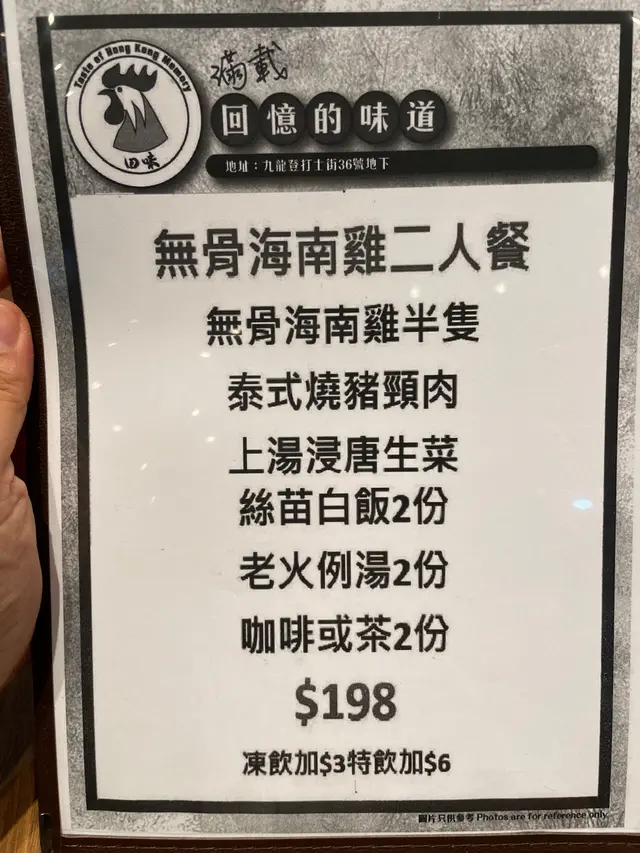 Taste of Hong Kong Memory
回味
滿載
回憶的味道
地址：九龍登打士街36號地下
無骨海南雞二人餐
無骨海南雞半隻
泰式燒豬頸肉
上湯浸唐生菜
絲苗白飯2份
老火例湯2份
咖啡或茶2份
$198
凍飲加$3特飲加$6
圖片只供參考 Photos are for reference only.